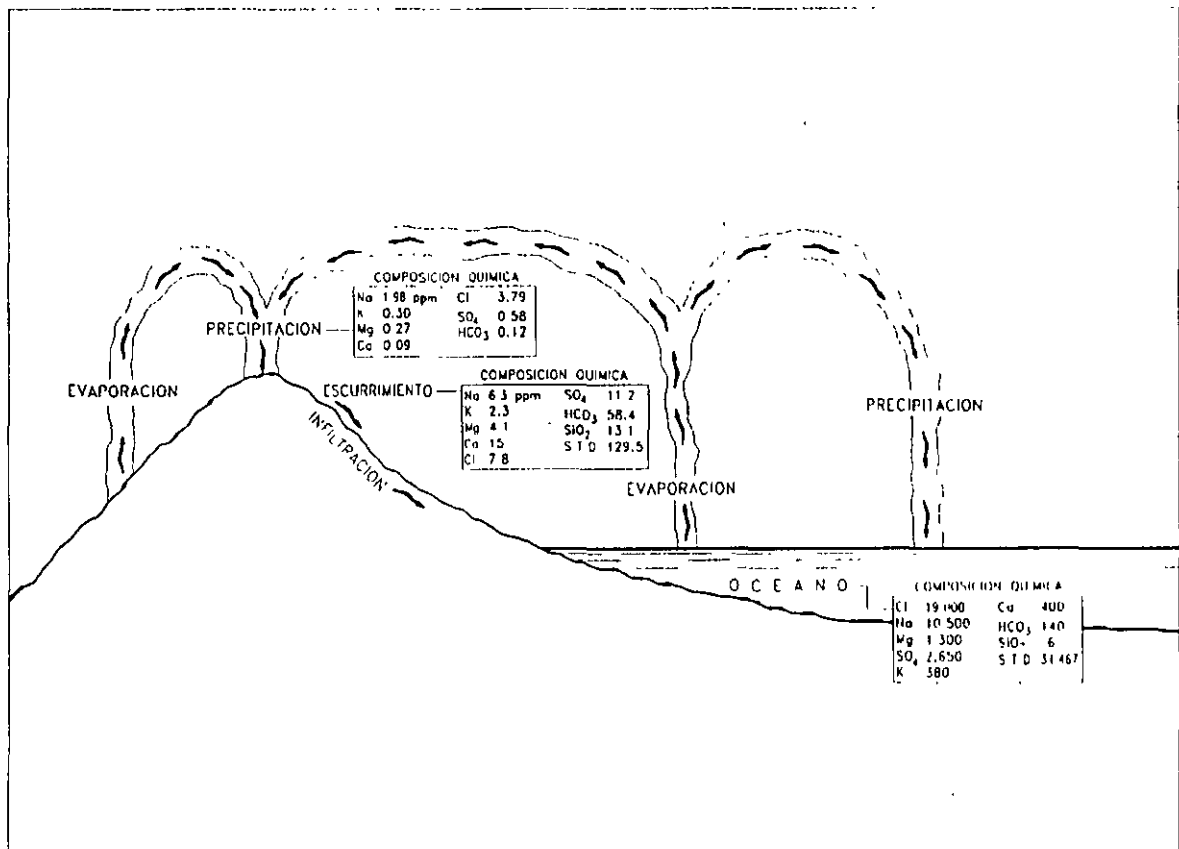 COMPOSICION QUIMICA
Na 1.98 ppm Cl 3.79
K 0.30 SO₄ 0.58
Mg 0.27 HCO₃ 0.12
Ca 0.09
PRECIPITACION
EVAPORACION
ESCURRIMIENTO
COMPOSICION QUIMICA
Na 6.3 ppm SO₄ 11.2
K 2.3 HCO₃ 58.4
Mg 4.1 SiO₂ 13.1
Ca 15 S T D 129.5
Cl 7.8
INFILTRACION
PRECIPITACION
EVAPORACION
OCEANO
COMPOSICION QUIMICA
Cl 19 000 Ca 400
Na 10 500 HCO₃ 140
Mg 1 300 6
SO₄ 2,650 S T D
K 380